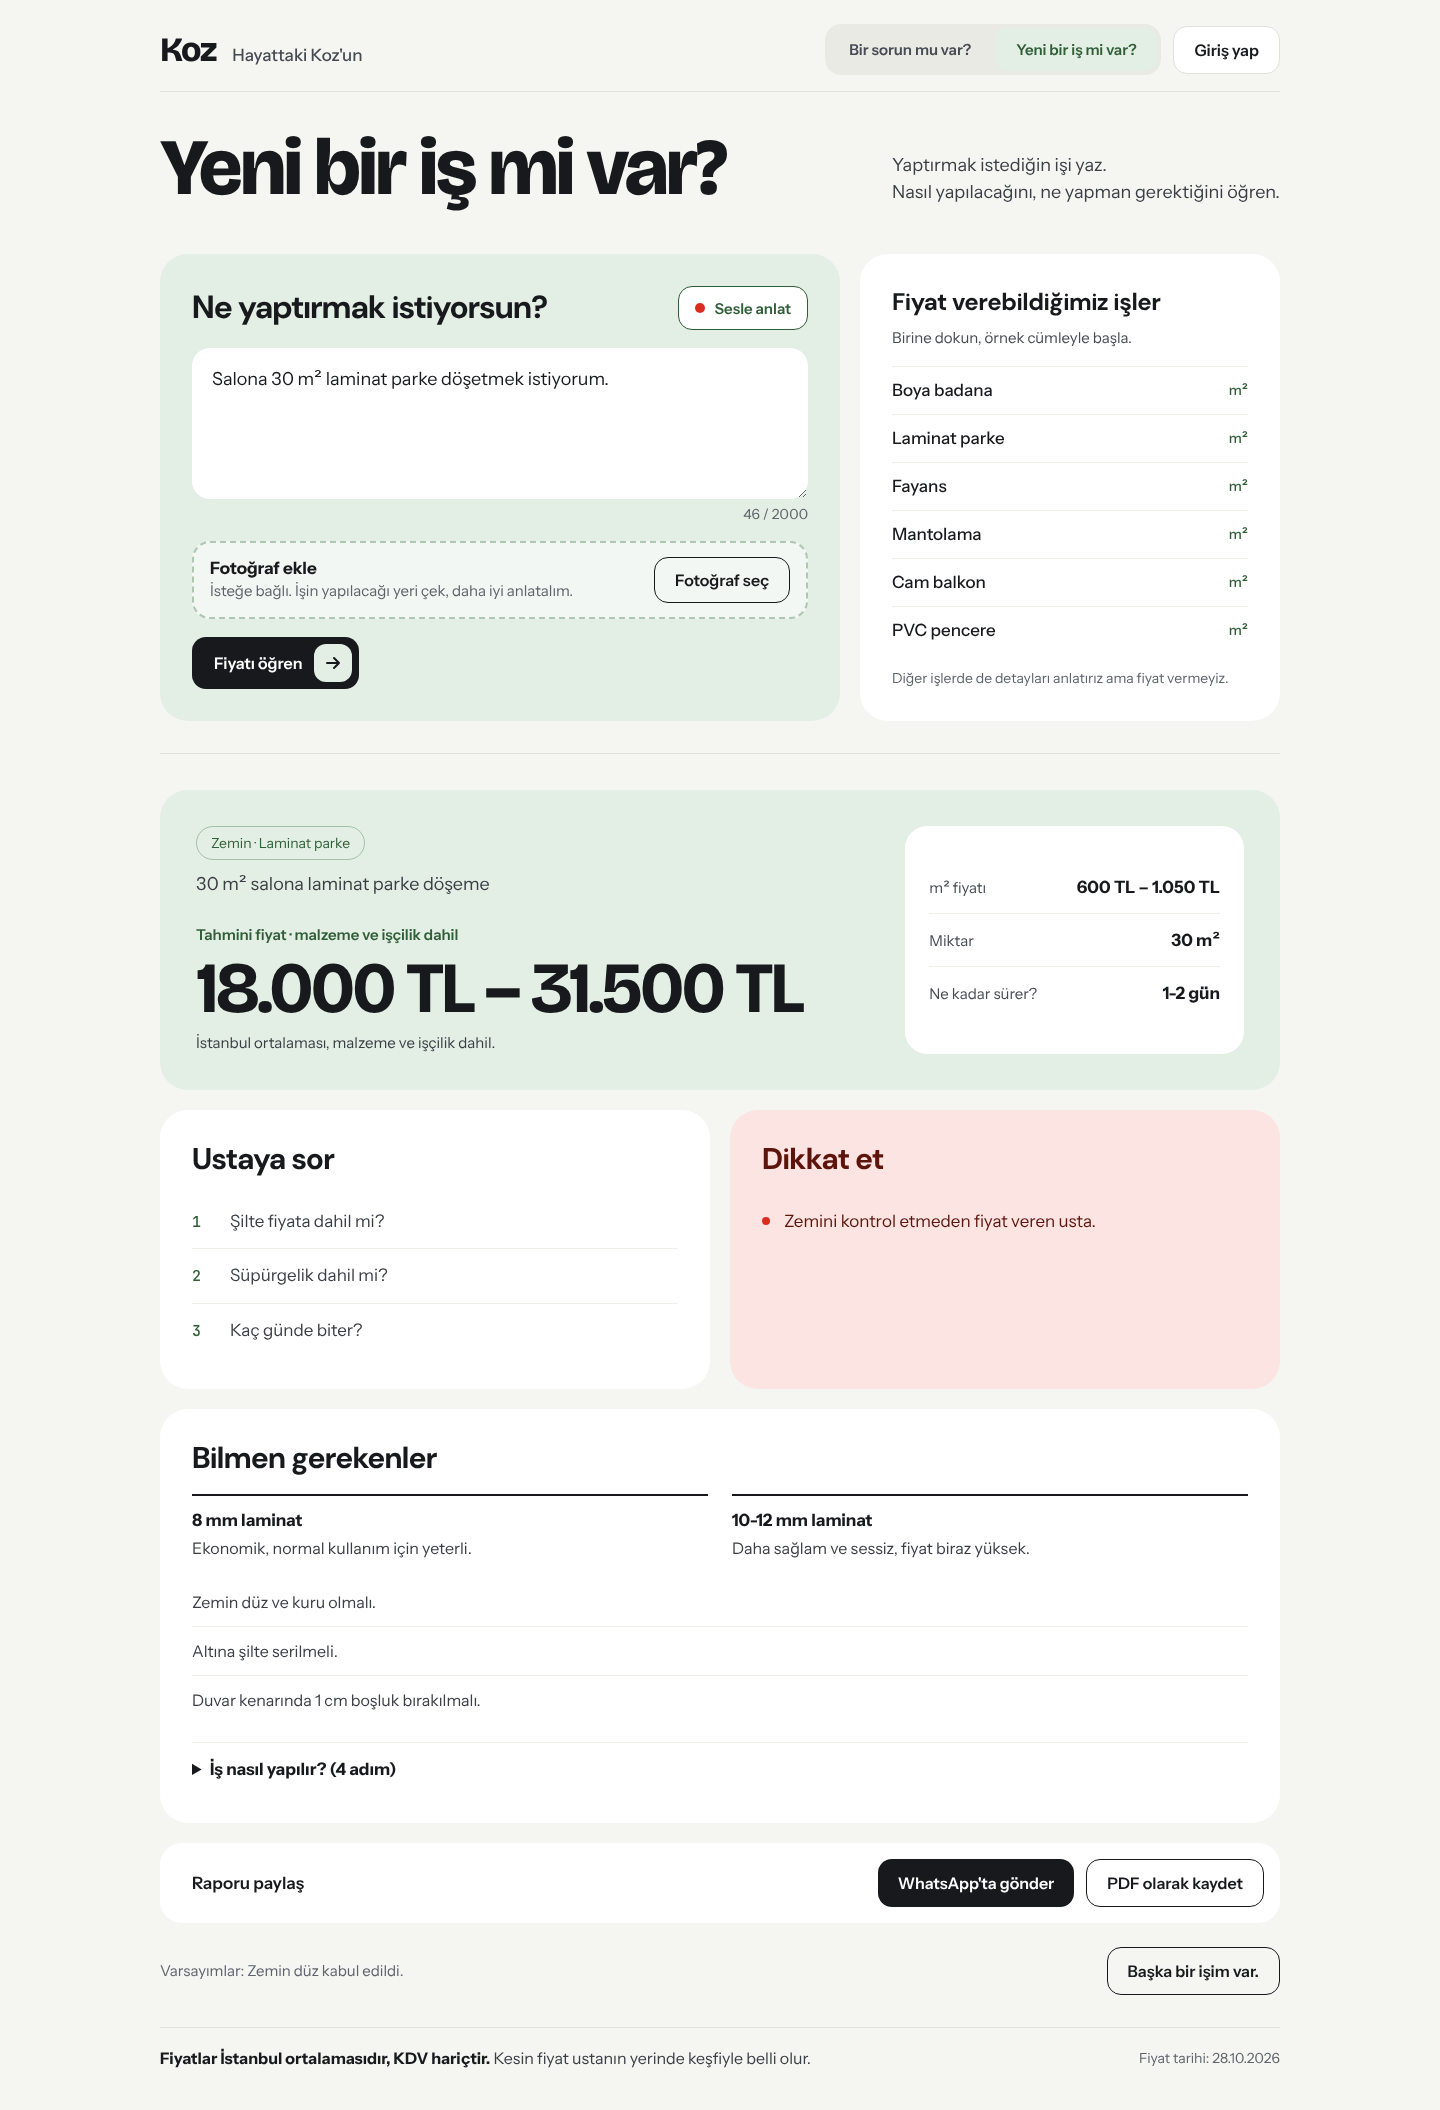 Koz
Hayattaki Koz'un
Bir sorun mu var?
Yeni bir iş mi var?
Giriş yap
Yeni bir iş mi var?
Yaptırmak istediğin işi yaz.
Nasıl yapılacağını, ne yapman gerektiğini öğren.
Ne yaptırmak istiyorsun?
Sesle anlat
Salona 30 m² laminat parke döşetmek istiyorum.
46 / 2000
Fotoğraf ekle
İsteğe bağlı. İşin yapılacağı yeri çek, daha iyi anlatalım.
Fotoğraf seç
Fiyatı öğren
Fiyat verebildiğimiz işler
Birine dokun, örnek cümleyle başla.
Boya badana m²
Laminat parke m²
Fayans m²
Mantolama m²
Cam balkon m²
PVC pencere m²
Diğer işlerde de detayları anlatırız ama fiyat vermeyiz.
Zemin · Laminat parke
30 m² salona laminat parke döşeme
Tahmini fiyat · malzeme ve işçilik dahil
18.000 TL – 31.500 TL
İstanbul ortalaması, malzeme ve işçilik dahil.
m² fiyatı 600 TL – 1.050 TL
Miktar 30 m²
Ne kadar sürer? 1-2 gün
Ustaya sor
1 Şilte fiyata dahil mi?
2 Süpürgelik dahil mi?
3 Kaç günde biter?
Dikkat et
Zemini kontrol etmeden fiyat veren usta.
Bilmen gerekenler
8 mm laminat
Ekonomik, normal kullanım için yeterli.
10-12 mm laminat
Daha sağlam ve sessiz, fiyat biraz yüksek.
Zemin düz ve kuru olmalı.
Altına şilte serilmeli.
Duvar kenarında 1 cm boşluk bırakılmalı.
İş nasıl yapılır? (4 adım)
Raporu paylaş
WhatsApp'ta gönder
PDF olarak kaydet
Varsayımlar: Zemin düz kabul edildi.
Başka bir işim var.
Fiyatlar İstanbul ortalamasıdır, KDV hariçtir. Kesin fiyat ustanın yerinde keşfiyle belli olur.
Fiyat tarihi: 28.10.2026